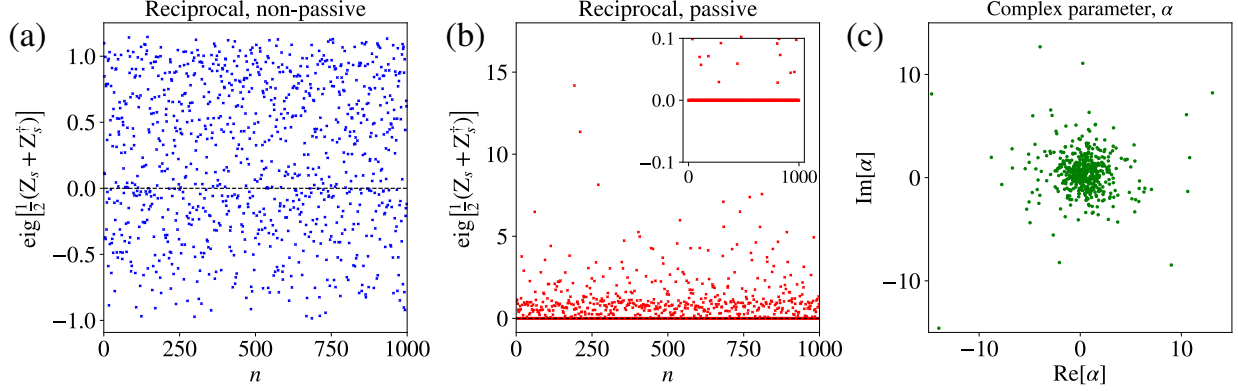 (a)
Reciprocal, non-passive
eig[½(Z_s + Z_s^†)]
1.0
0.5
0.0
−0.5
−1.0
0
250
500
750
1000
n
(b)
Reciprocal, passive
eig[½(Z_s + Z_s^†)]
15
10
5
0
0
250
500
750
1000
n
0.1
0.0
−0.1
0
1000
(c)
Complex parameter, α
Im[α]
10
0
−10
−10
0
10
Re[α]